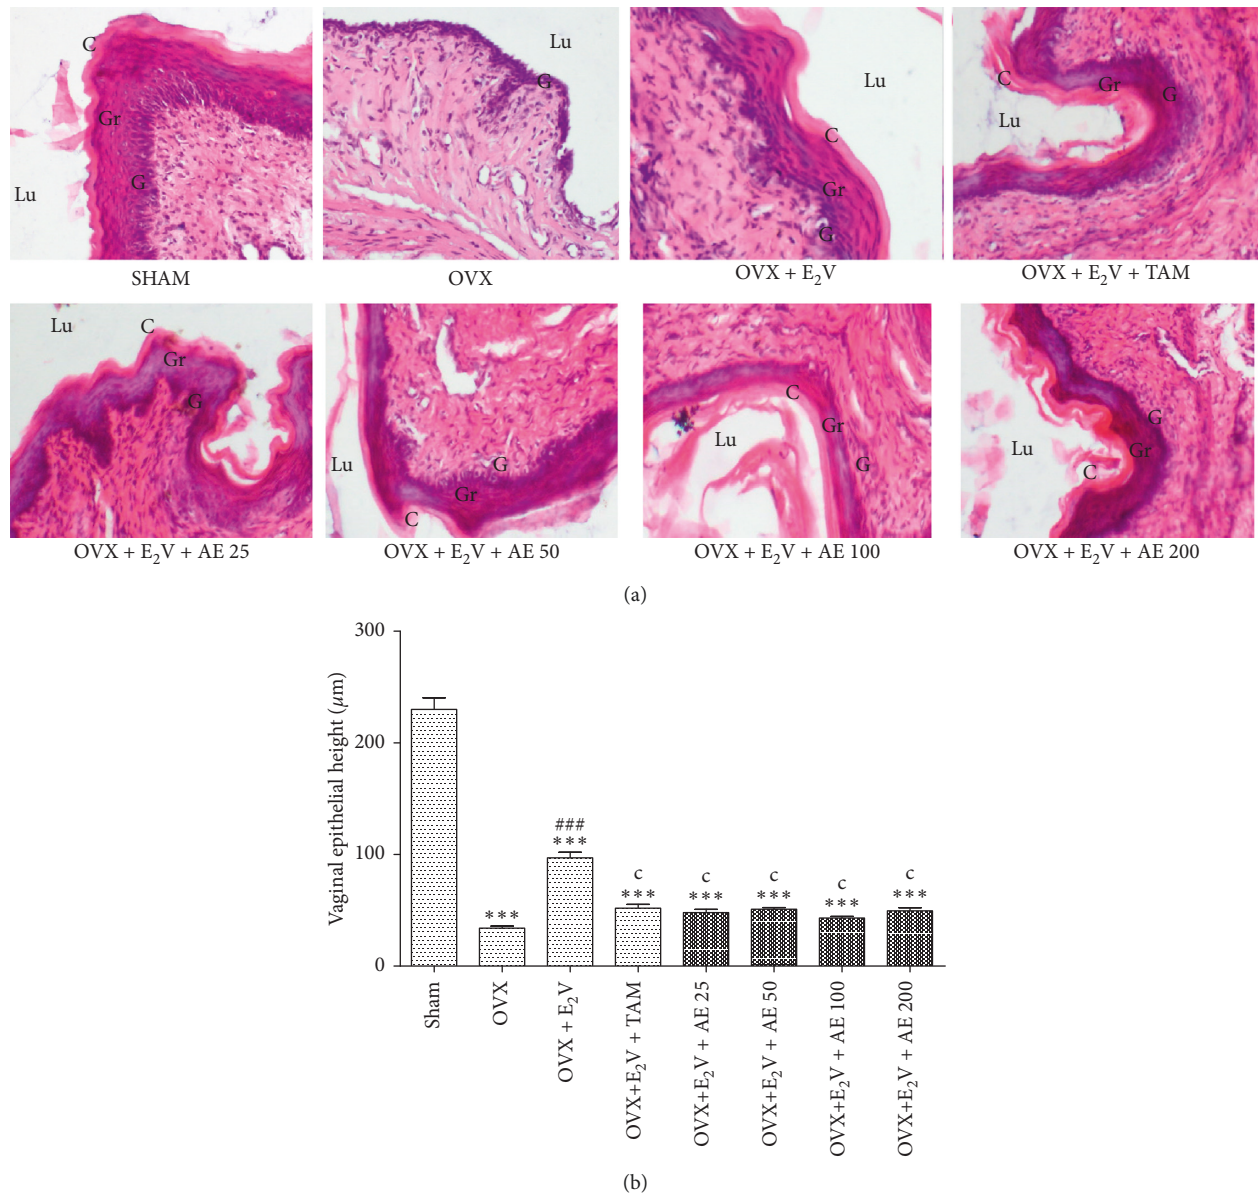 C
Lu
Gr
G
Lu
SHAM
Lu
G
OVX
Lu
C
Gr
G
OVX + E₂V
C
Gr
G
Lu
OVX + E₂V + TAM
Lu
C
Gr
G
OVX + E₂V + AE 25
Lu
G
Gr
C
OVX + E₂V + AE 50
C
Gr
Lu
G
OVX + E₂V + AE 100
G
Lu
Gr
C
OVX + E₂V + AE 200
(a)
Vaginal epithelial height (μm)
300
200
100
0
***
###
***
c
***
c
***
c
***
c
***
c
***
Sham
OVX
OVX + E₂V
OVX+E₂V + TAM
OVX+E₂V + AE 25
OVX+E₂V + AE 50
OVX+E₂V + AE 100
OVX+E₂V + AE 200
(b)